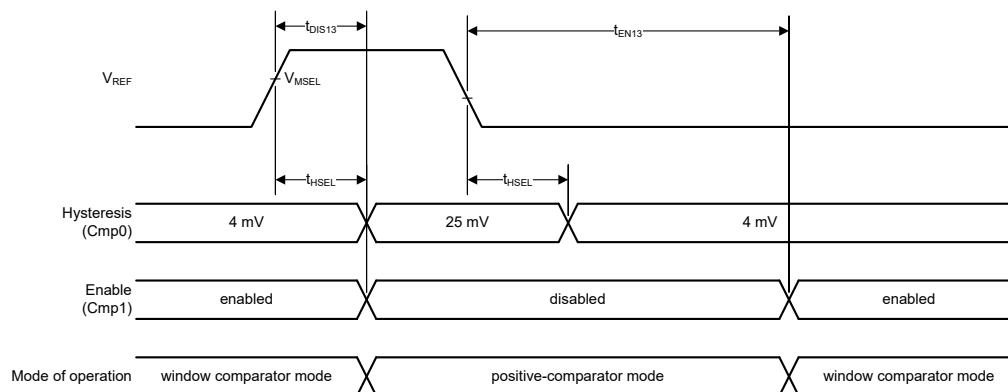 tDIS13
tEN13
VREF
VMSEL
tHSEL
tHSEL
Hysteresis
(Cmp0)
4 mV
25 mV
4 mV
Enable
(Cmp1)
enabled
disabled
enabled
Mode of operation
window comparator mode
positive-comparator mode
window comparator mode